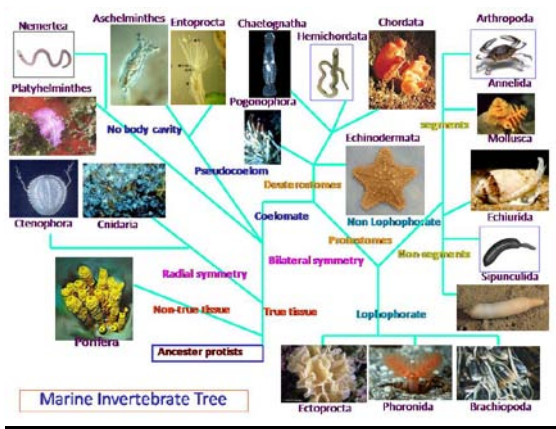 Nemertea
Aschelminthes
Entoprocta
Chaetognatha
Hemichordata
Chordata
Arthropoda
Platyhelminthes
Pogonophora
Annelida
segments
Mollusca
No body cavity
Echinodermata
Pseudocoelom
Deuterostomes
Ctenophora
Cnidaria
Coelomate
Non Lophophorate
Echiurida
Protostomes
Non-segments
Bilateral symmetry
Radial symmetry
Sipunculida
Non-true tissue
True tissue
Lophophorate
Porifera
Ancester protists
Marine Invertebrate Tree
Ectoprocta
Phoronida
Brachiopoda